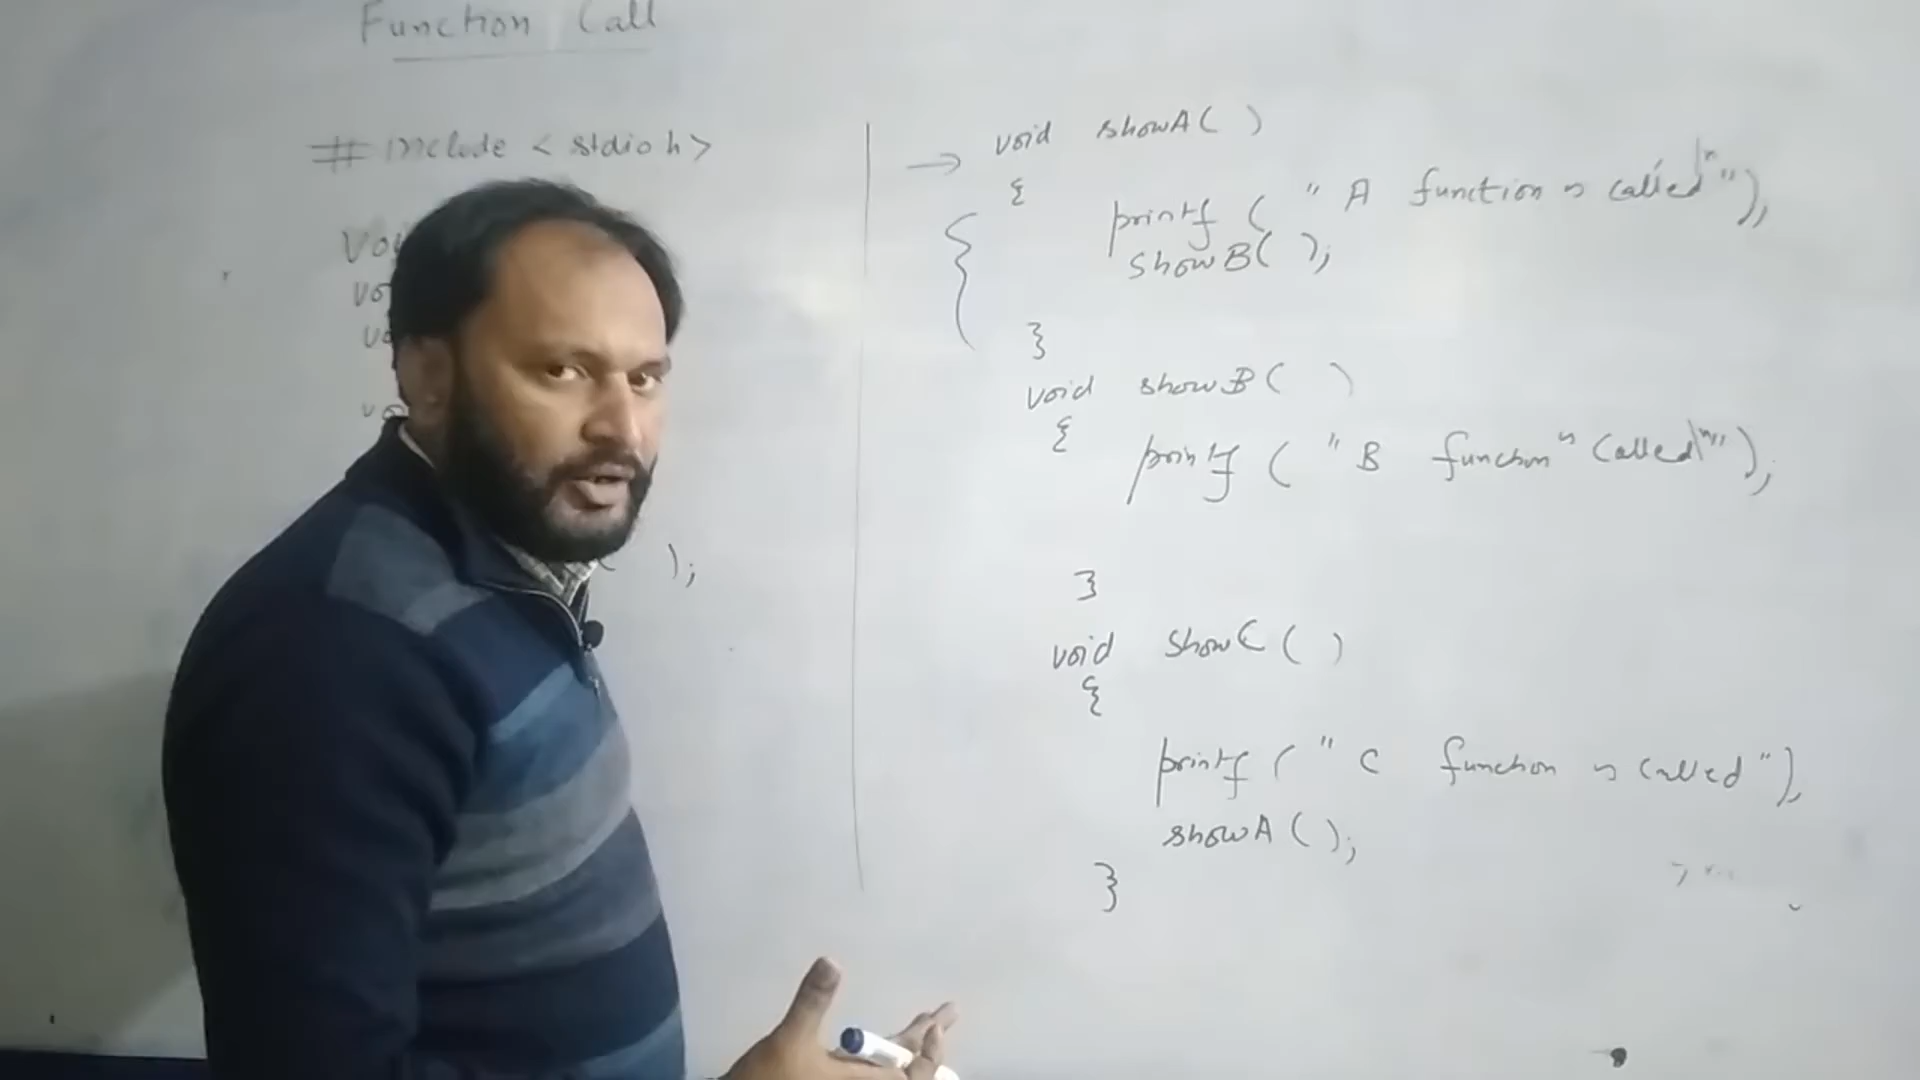 Function Call
# include < stdio h>
);
void showA( )
{
printf ( " A function is called\n"),
showB( );
}
void showB( )
{
printf ( " B function is called\n");
}
void showC ( )
{
printf ( " C function is called "),
showA ( );
}